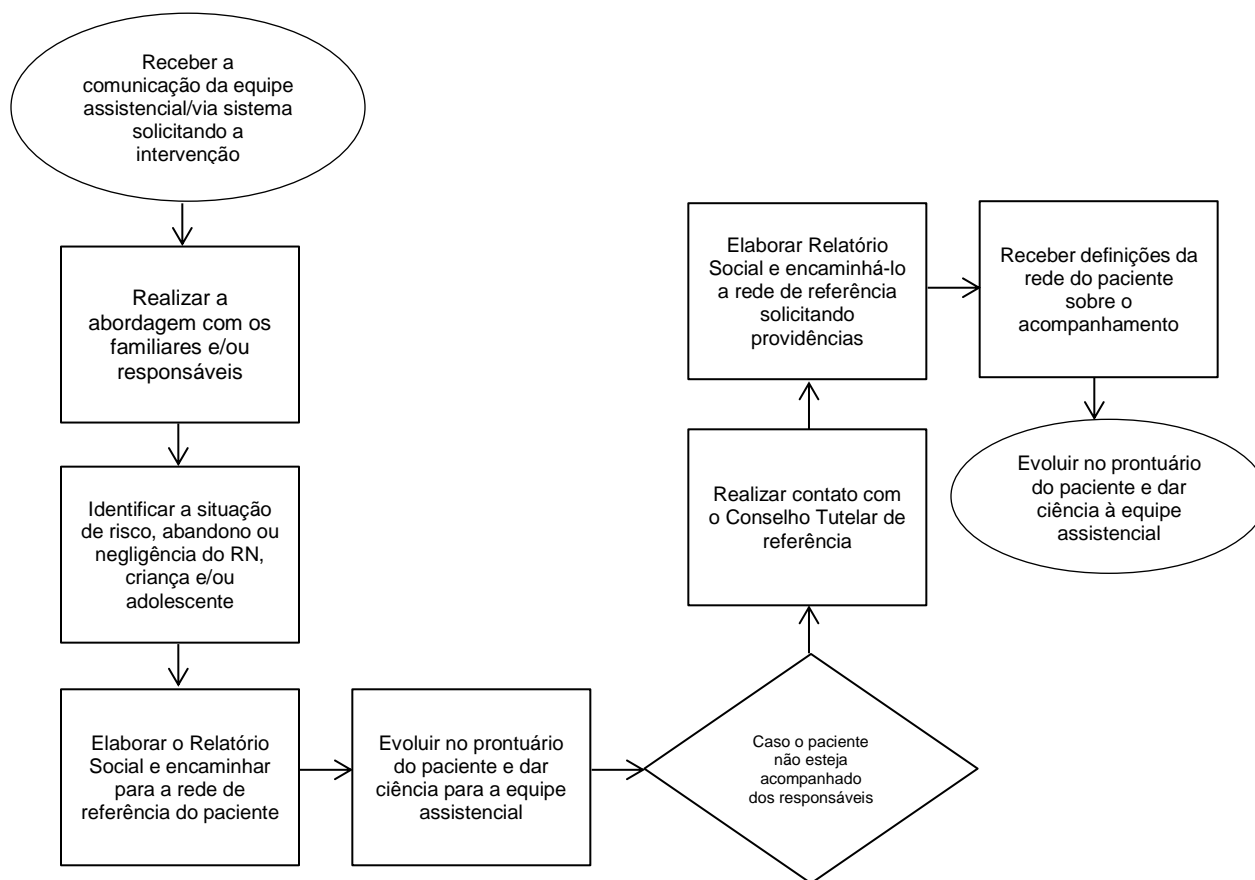 Receber a
comunicação da equipe
assistencial/via sistema
solicitando a
intervenção
Realizar a
abordagem com os
familiares e/ou
responsáveis
Identificar a situação
de risco, abandono ou
negligência do RN,
criança e/ou
adolescente
Elaborar o Relatório
Social e encaminhar
para a rede de
referência do paciente
Evoluir no prontuário
do paciente e dar
ciência para a equipe
assistencial
Caso o paciente
não esteja
acompanhado
dos responsáveis
Realizar contato com
o Conselho Tutelar de
referência
Elaborar Relatório
Social e encaminhá-lo
a rede de referência
solicitando
providências
Receber definições da
rede do paciente
sobre o
acompanhamento
Evoluir no prontuário
do paciente e dar
ciência à equipe
assistencial